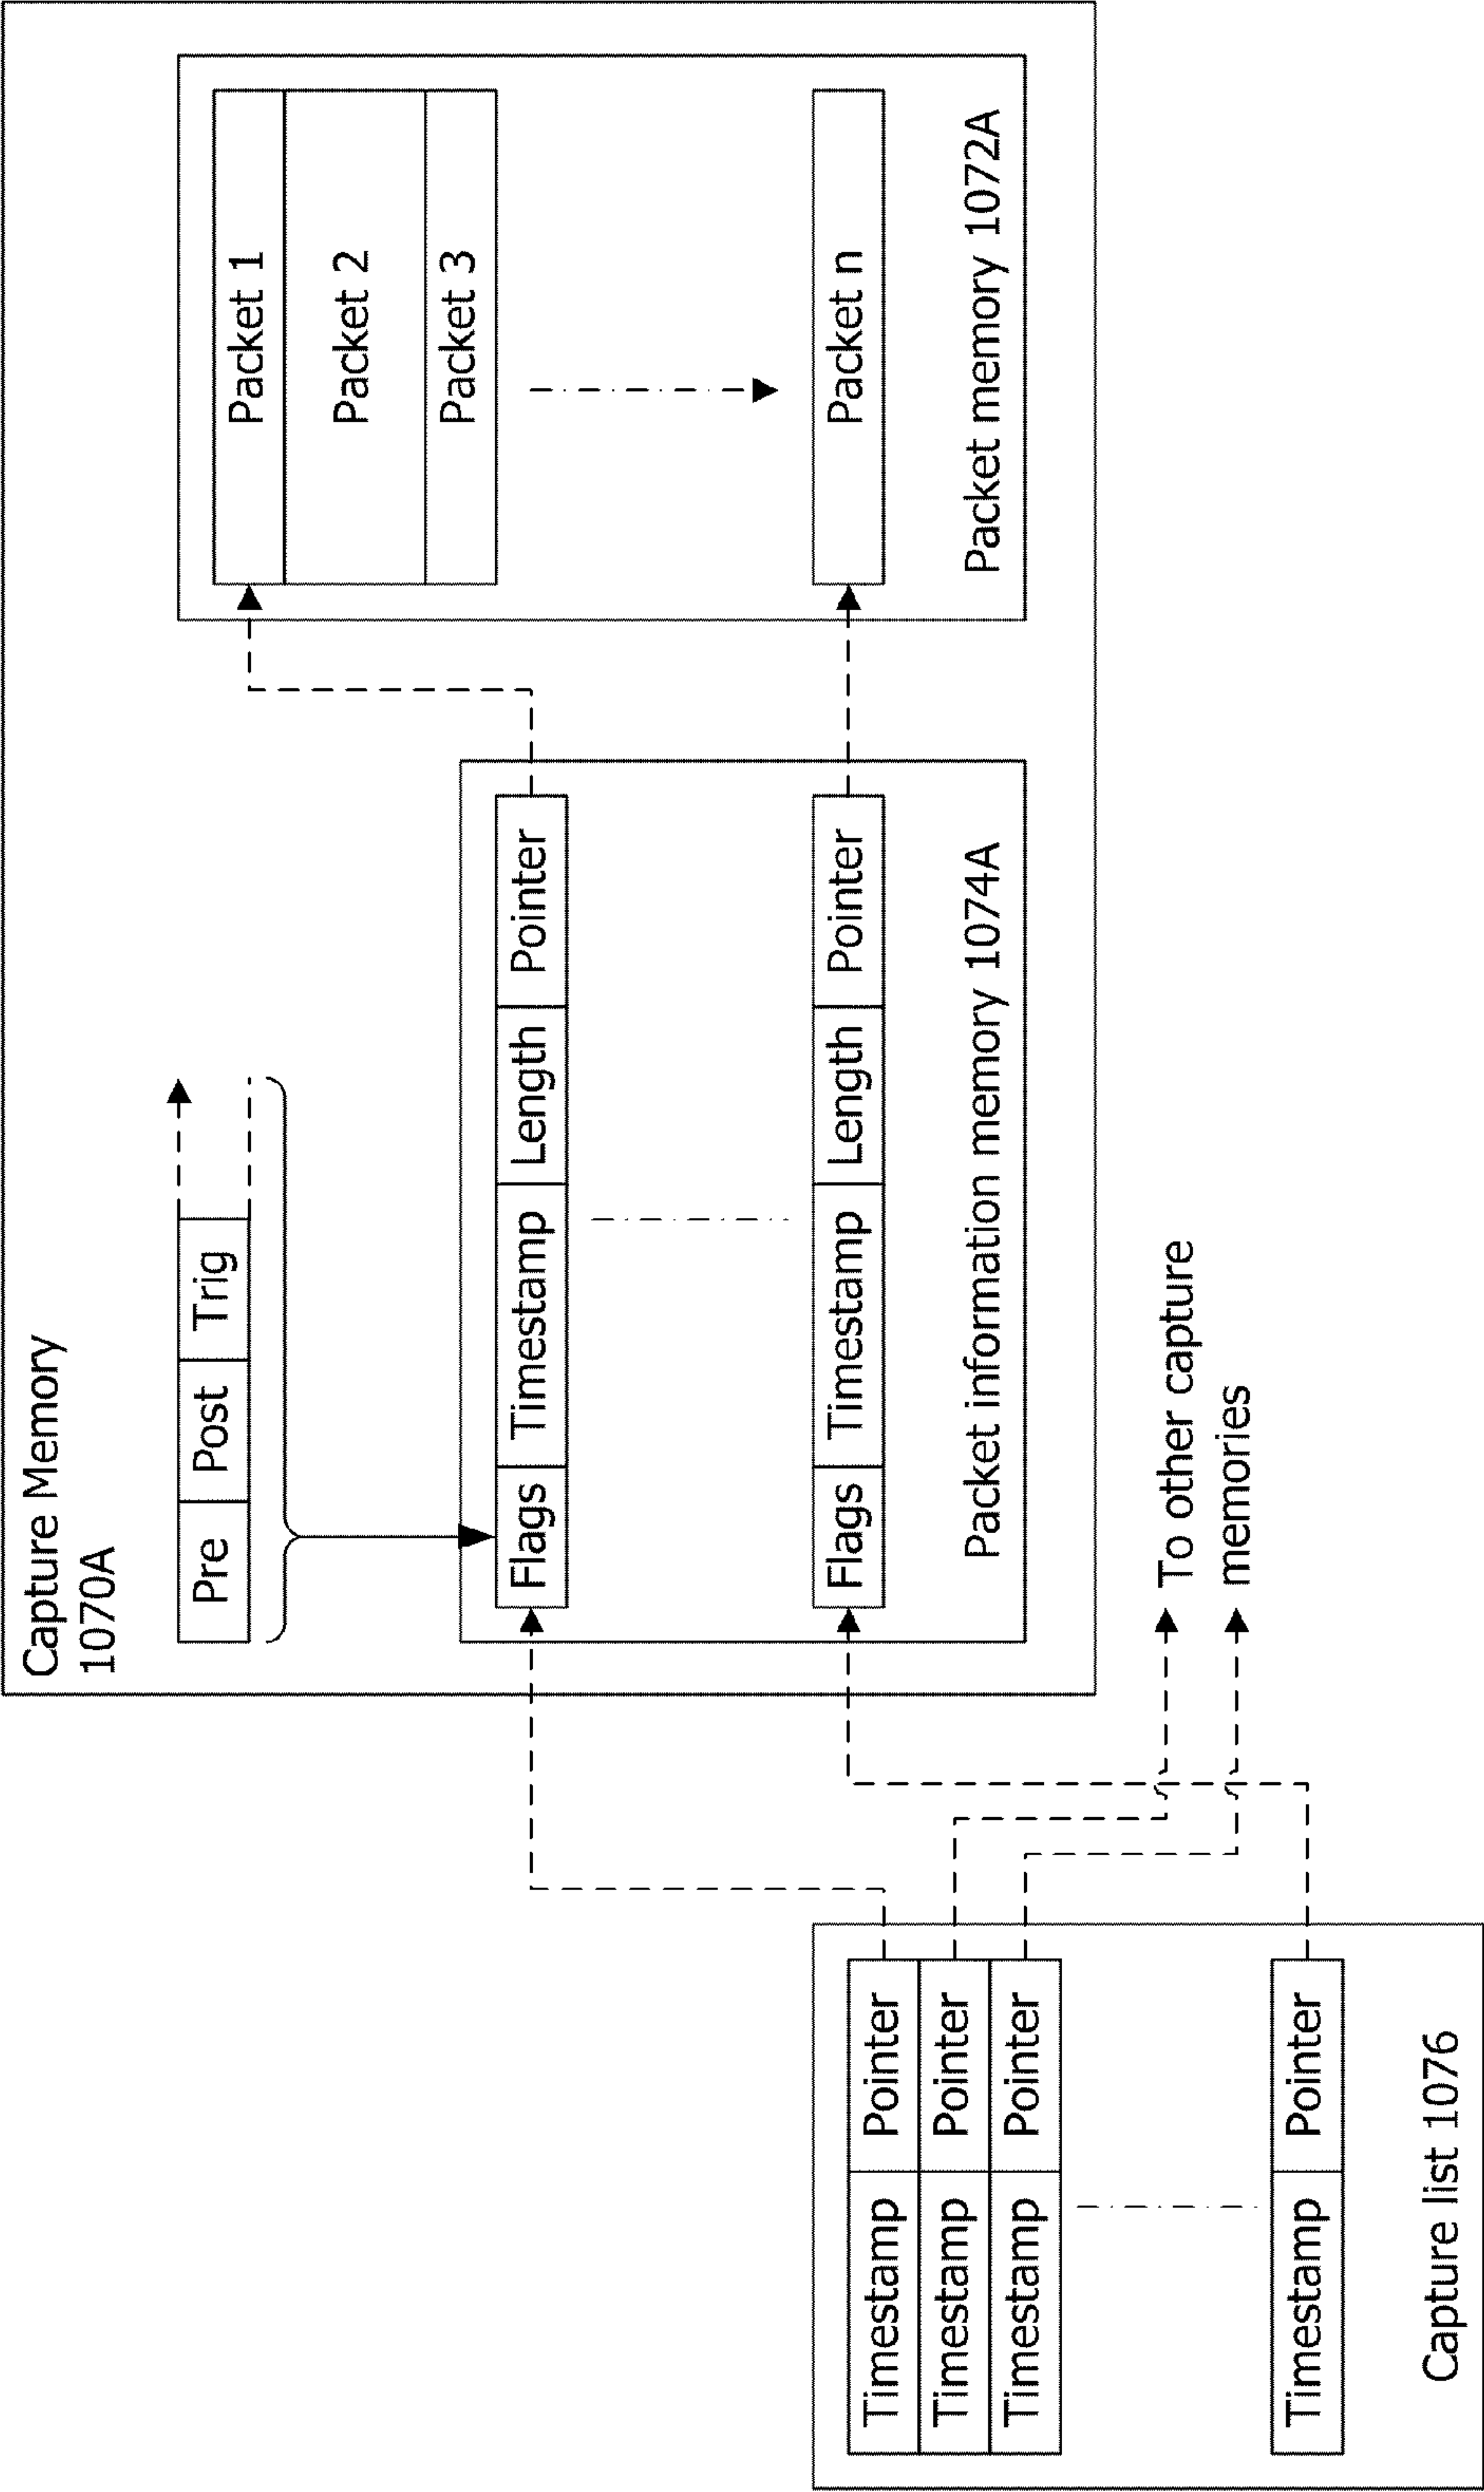 Capture Memory
1070A
Pre Post Trig
Flags Timestamp Length Pointer
Flags Timestamp Length Pointer
Packet information memory 1074A
Packet 1
Packet 2
Packet 3
Packet n
Packet memory 1072A
Timestamp Pointer
Timestamp Pointer
Timestamp Pointer
Timestamp Pointer
Capture list 1076
To other capture
memories